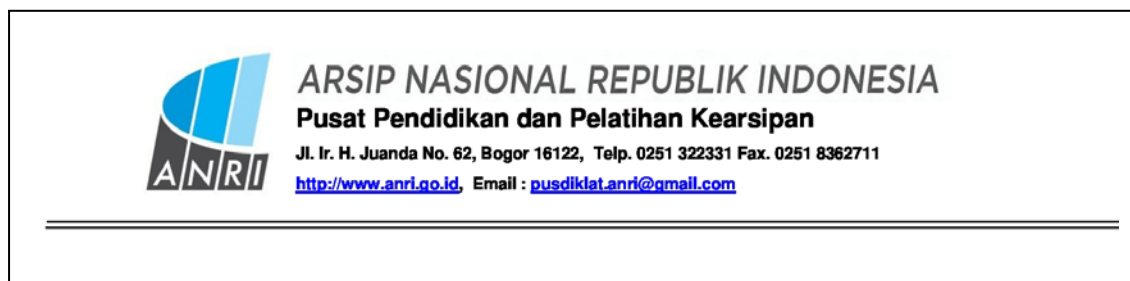 ANRI
ARSIP NASIONAL REPUBLIK INDONESIA
Pusat Pendidikan dan Pelatihan Kearsipan
Jl. Ir. H. Juanda No. 62, Bogor 16122, Telp. 0251 322331 Fax. 0251 8362711
http://www.anri.go.id, Email : pusdiklat.anri@gmail.com